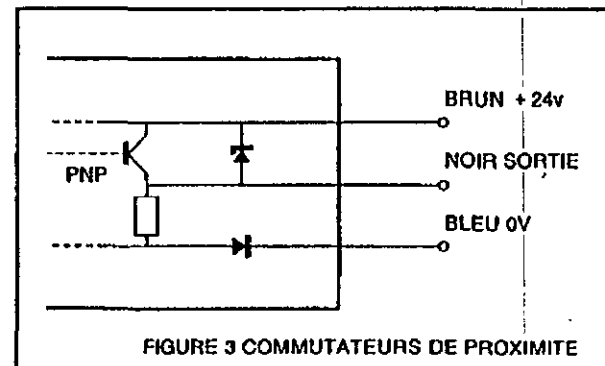 BRUN + 24v
NOIR SORTIE
PNP
BLEU 0V
FIGURE 3 COMMUTATEURS DE PROXIMITE